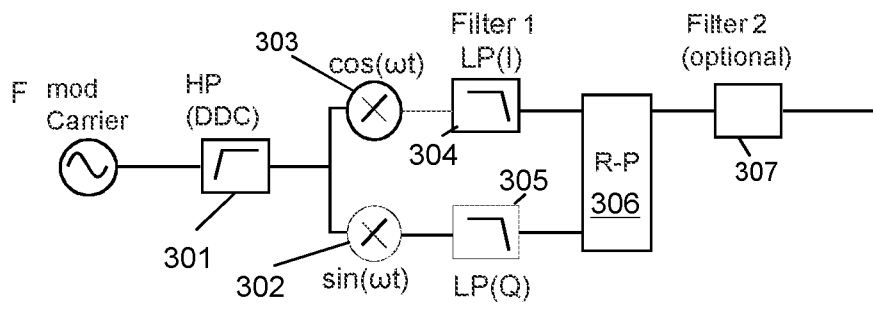 Filter 1
LP(I)
Filter 2
(optional)
303
cos(ωt)
F mod
Carrier
HP
(DDC)
304
305
R-P
306
307
301
302
sin(ωt)
LP(Q)